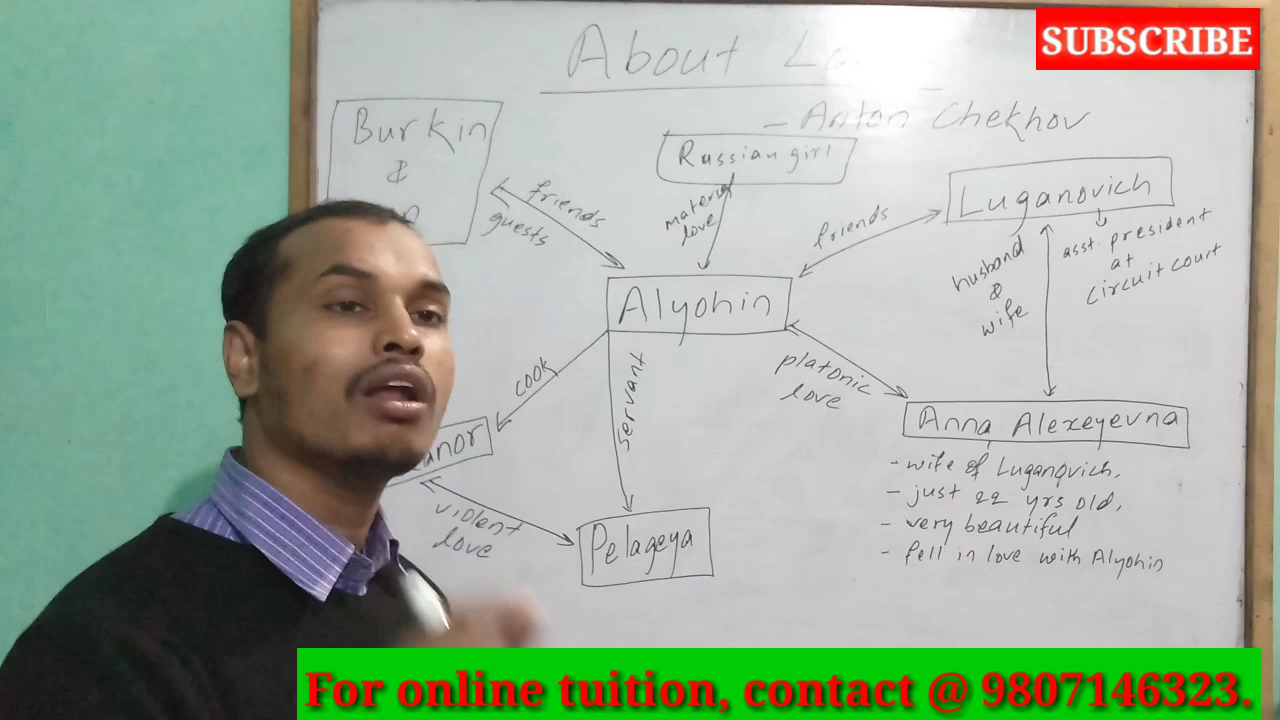 SUBSCRIBE
About
- Anton Chekhov
Burkin
&
Russian girl
Luganovich
friends
guests
material
love
friends
husband
&
wife
asst. president
at
circuit court
Alyohin
cook
servant
platonic
love
Anna Alexeyevna
- wife of Luganovich,
- just 22 yrs old,
- very beautiful
- fell in love with Alyohin
violent
love
Pelageya
For online tuition, contact @ 9807146323.